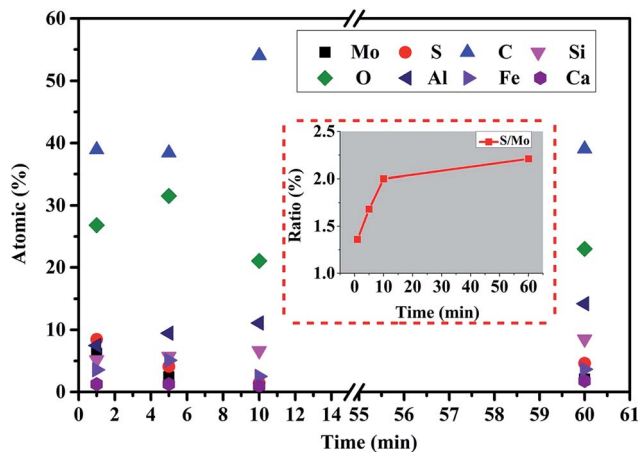 60
50
40
30
20
10
0
Atomic (%)
Mo S C Si
O Al Fe Ca
S/Mo
2.5
2.0
1.5
1.0
Ratio (%)
0 10 20 30 40 50 60
Time (min)
0 2 4 6 8 10 12 14 55 56 57 58 59 60 61
Time (min)